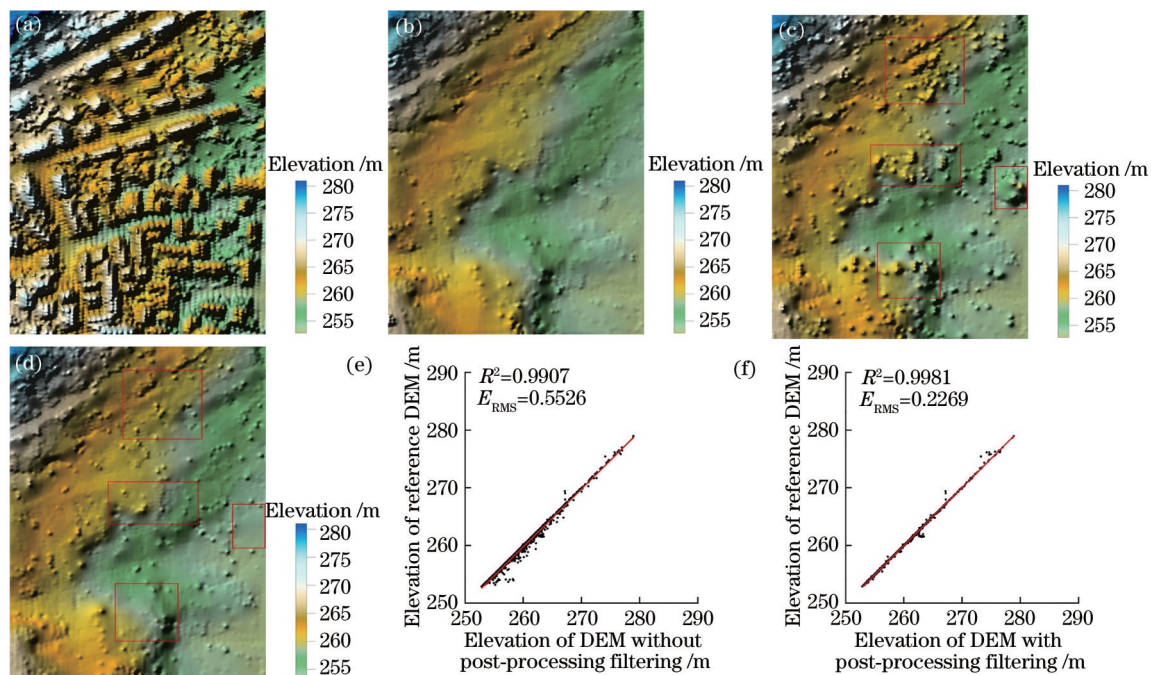 (a)
Elevation /m
280
275
270
265
260
255
(b)
Elevation /m
280
275
270
265
260
255
(c)
Elevation /m
280
275
270
265
260
255
(d)
Elevation /m
280
275
270
265
260
255
(e)
Elevation of reference DEM /m
290
280
270
260
250
R²=0.9907
E_RMS=0.5526
250 260 270 280 290
Elevation of DEM without
post-processing filtering /m
(f)
Elevation of reference DEM /m
290
280
270
260
250
R²=0.9981
E_RMS=0.2269
250 260 270 280 290
Elevation of DEM with
post-processing filtering /m